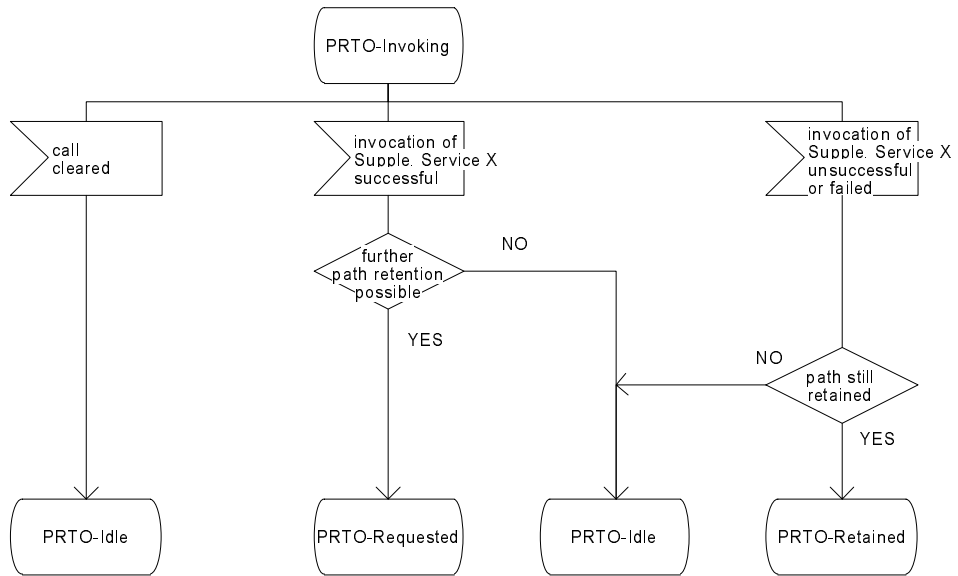 PRTO-Invoking
call
cleared
invocation of
Supple. Service X
successful
invocation of
Supple. Service X
unsuccessful
or failed
further
path retention
possible
NO
YES
NO
path still
retained
YES
PRTO-Idle
PRTO-Requested
PRTO-Idle
PRTO-Retained